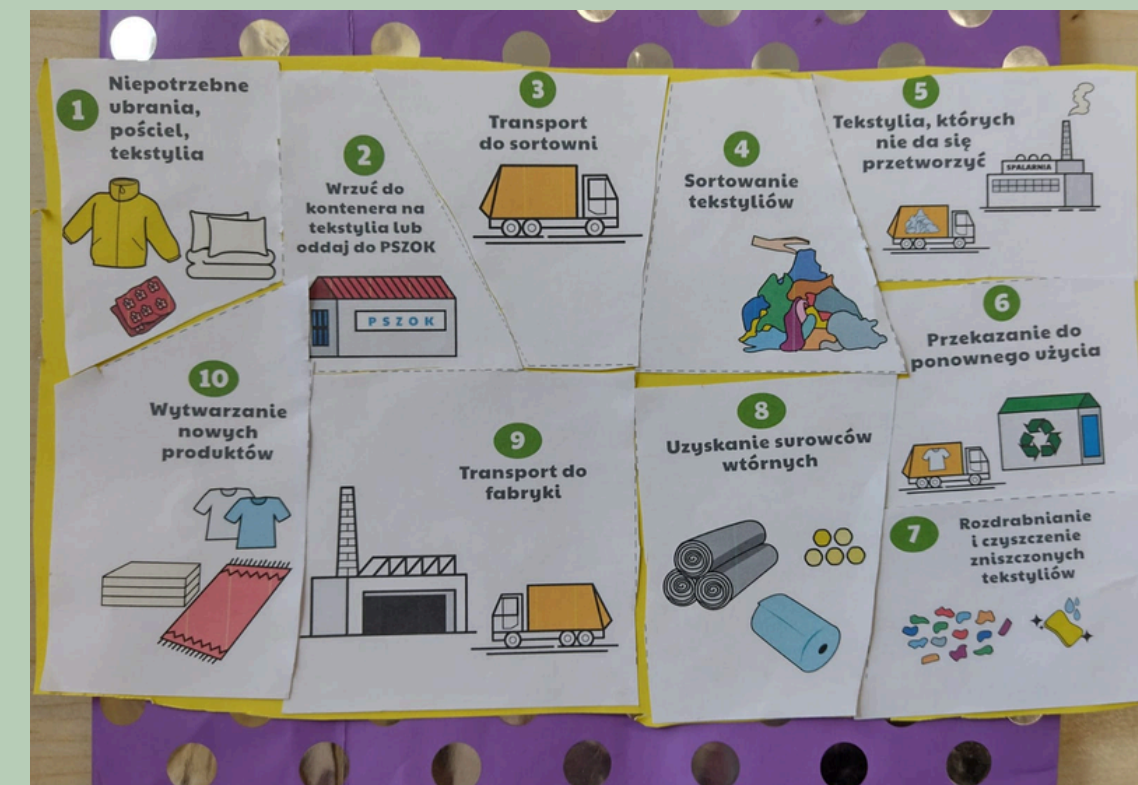 1
Niepotrzebne
ubrania,
pościel,
tekstylia
2
Wrzuć do
kontenera na
tekstylia lub
oddaj do PSZOK
PSZOK
3
Transport
do sortowni
4
Sortowanie
tekstyliów
5
Tekstylia, których
nie da się
przetworzyć
SPALARNIA
6
Przekazanie do
ponownego użycia
7
Rozdrabnianie
i czyszczenie
zniszczonych
tekstyliów
8
Uzyskanie surowców
wtórnych
9
Transport do
fabryki
10
Wytwarzanie
nowych
produktów